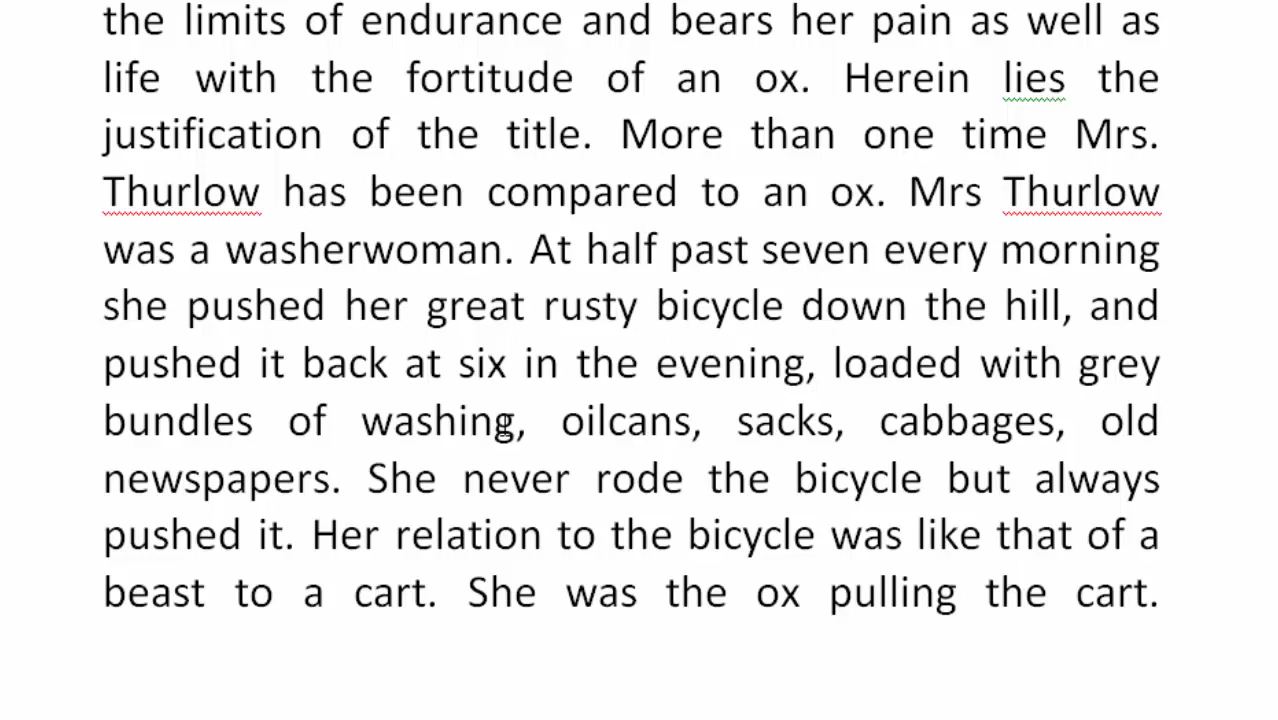 the limits of endurance and bears her pain as well as
life with the fortitude of an ox. Herein lies the
justification of the title. More than one time Mrs.
Thurlow has been compared to an ox. Mrs Thurlow
was a washerwoman. At half past seven every morning
she pushed her great rusty bicycle down the hill, and
pushed it back at six in the evening, loaded with grey
bundles of washing, oilcans, sacks, cabbages, old
newspapers. She never rode the bicycle but always
pushed it. Her relation to the bicycle was like that of a
beast to a cart. She was the ox pulling the cart.